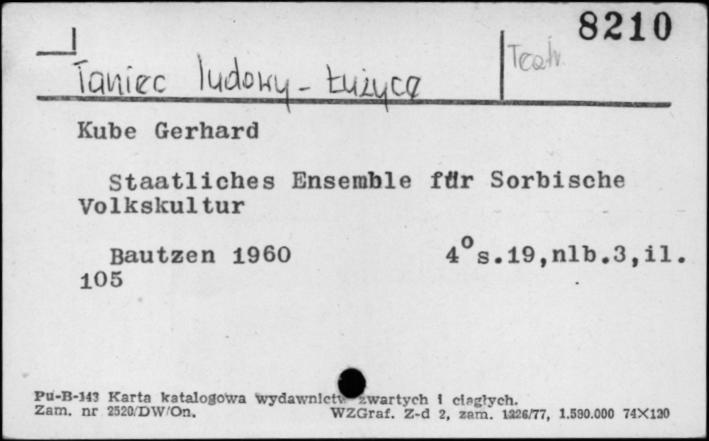 8210
Taniec ludowy - Łużyce
Teatr
Kube Gerhard
Staatliches Ensemble für Sorbische
Volkskultur
Bautzen 1960 4° s.19,nlb.3,il.
105
Pu-B-143 Karta katalogowa wydawnictw zwartych i ciągłych.
Zam. nr 2520/DW/On. WZGraf. Z-d 2, zam. 1226/77, 1.590.000 74X120